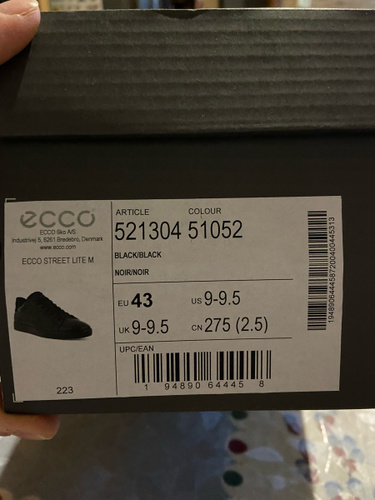 ecco
ECCO Sko A/S
Industrivej 5, 6261 Bredebro, Denmark
www.ecco.com
ECCO STREET LITE M
223
ARTICLE COLOUR
521304 51052
BLACK/BLACK
NOIR/NOIR
EU 43 US 9-9.5
UK 9-9.5 CN 275 (2.5)
UPC/EAN
1 94890 64445 8